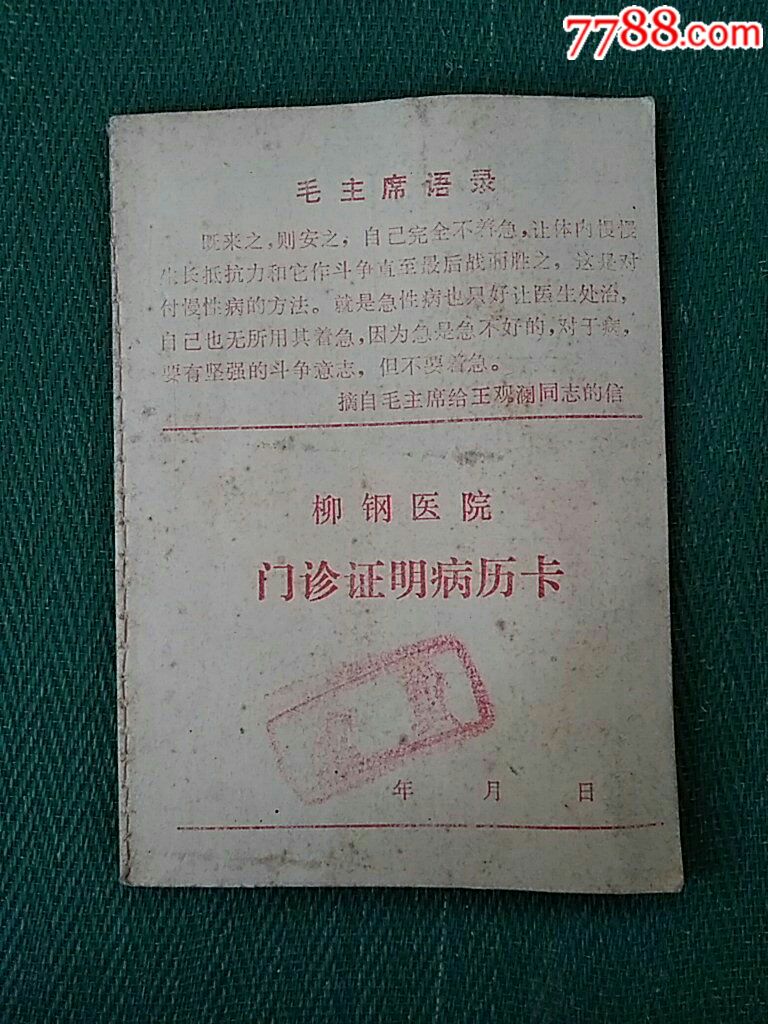 7788.com
毛主席语录
既来之，则安之，自己完全不着急，让体内慢慢
生长抵抗力和它作斗争直至最后战而胜之，这是对
付慢性病的方法。就是急性病也只好让医生处治，
自己也无所用其着急，因为急是急不好的，对于病，
要有坚强的斗争意志，但不要着急。
摘自毛主席给王观澜同志的信
柳钢医院
门诊证明病历卡
年 月 日